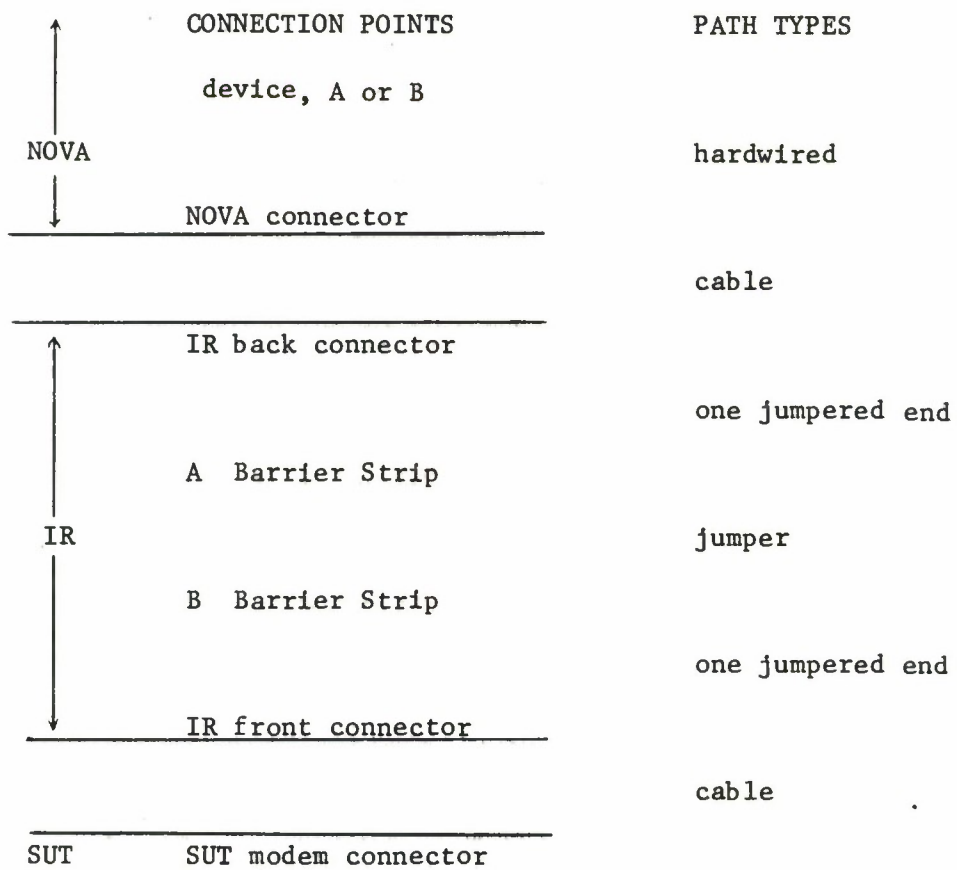 CONNECTION POINTS PATH TYPES
device, A or B
NOVA hardwired
NOVA connector
cable
IR back connector
one jumpered end
A Barrier Strip
IR jumper
B Barrier Strip
one jumpered end
IR front connector
cable
SUT SUT modem connector